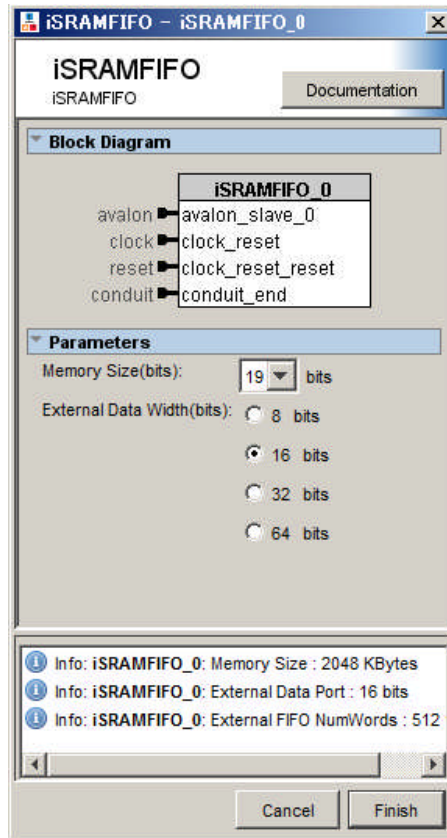 iSRAMFIFO - iSRAMFIFO_0
iSRAMFIFO
iSRAMFIFO
Documentation
Block Diagram
iSRAMFIFO_0
avalon avalon_slave_0
clock clock_reset
reset clock_reset_reset
conduit conduit_end
Parameters
Memory Size(bits): 19 bits
External Data Width(bits): 8 bits
16 bits
32 bits
64 bits
Info: iSRAMFIFO_0: Memory Size : 2048 KBytes
Info: iSRAMFIFO_0: External Data Port : 16 bits
Info: iSRAMFIFO_0: External FIFO NumWords : 512
Cancel Finish